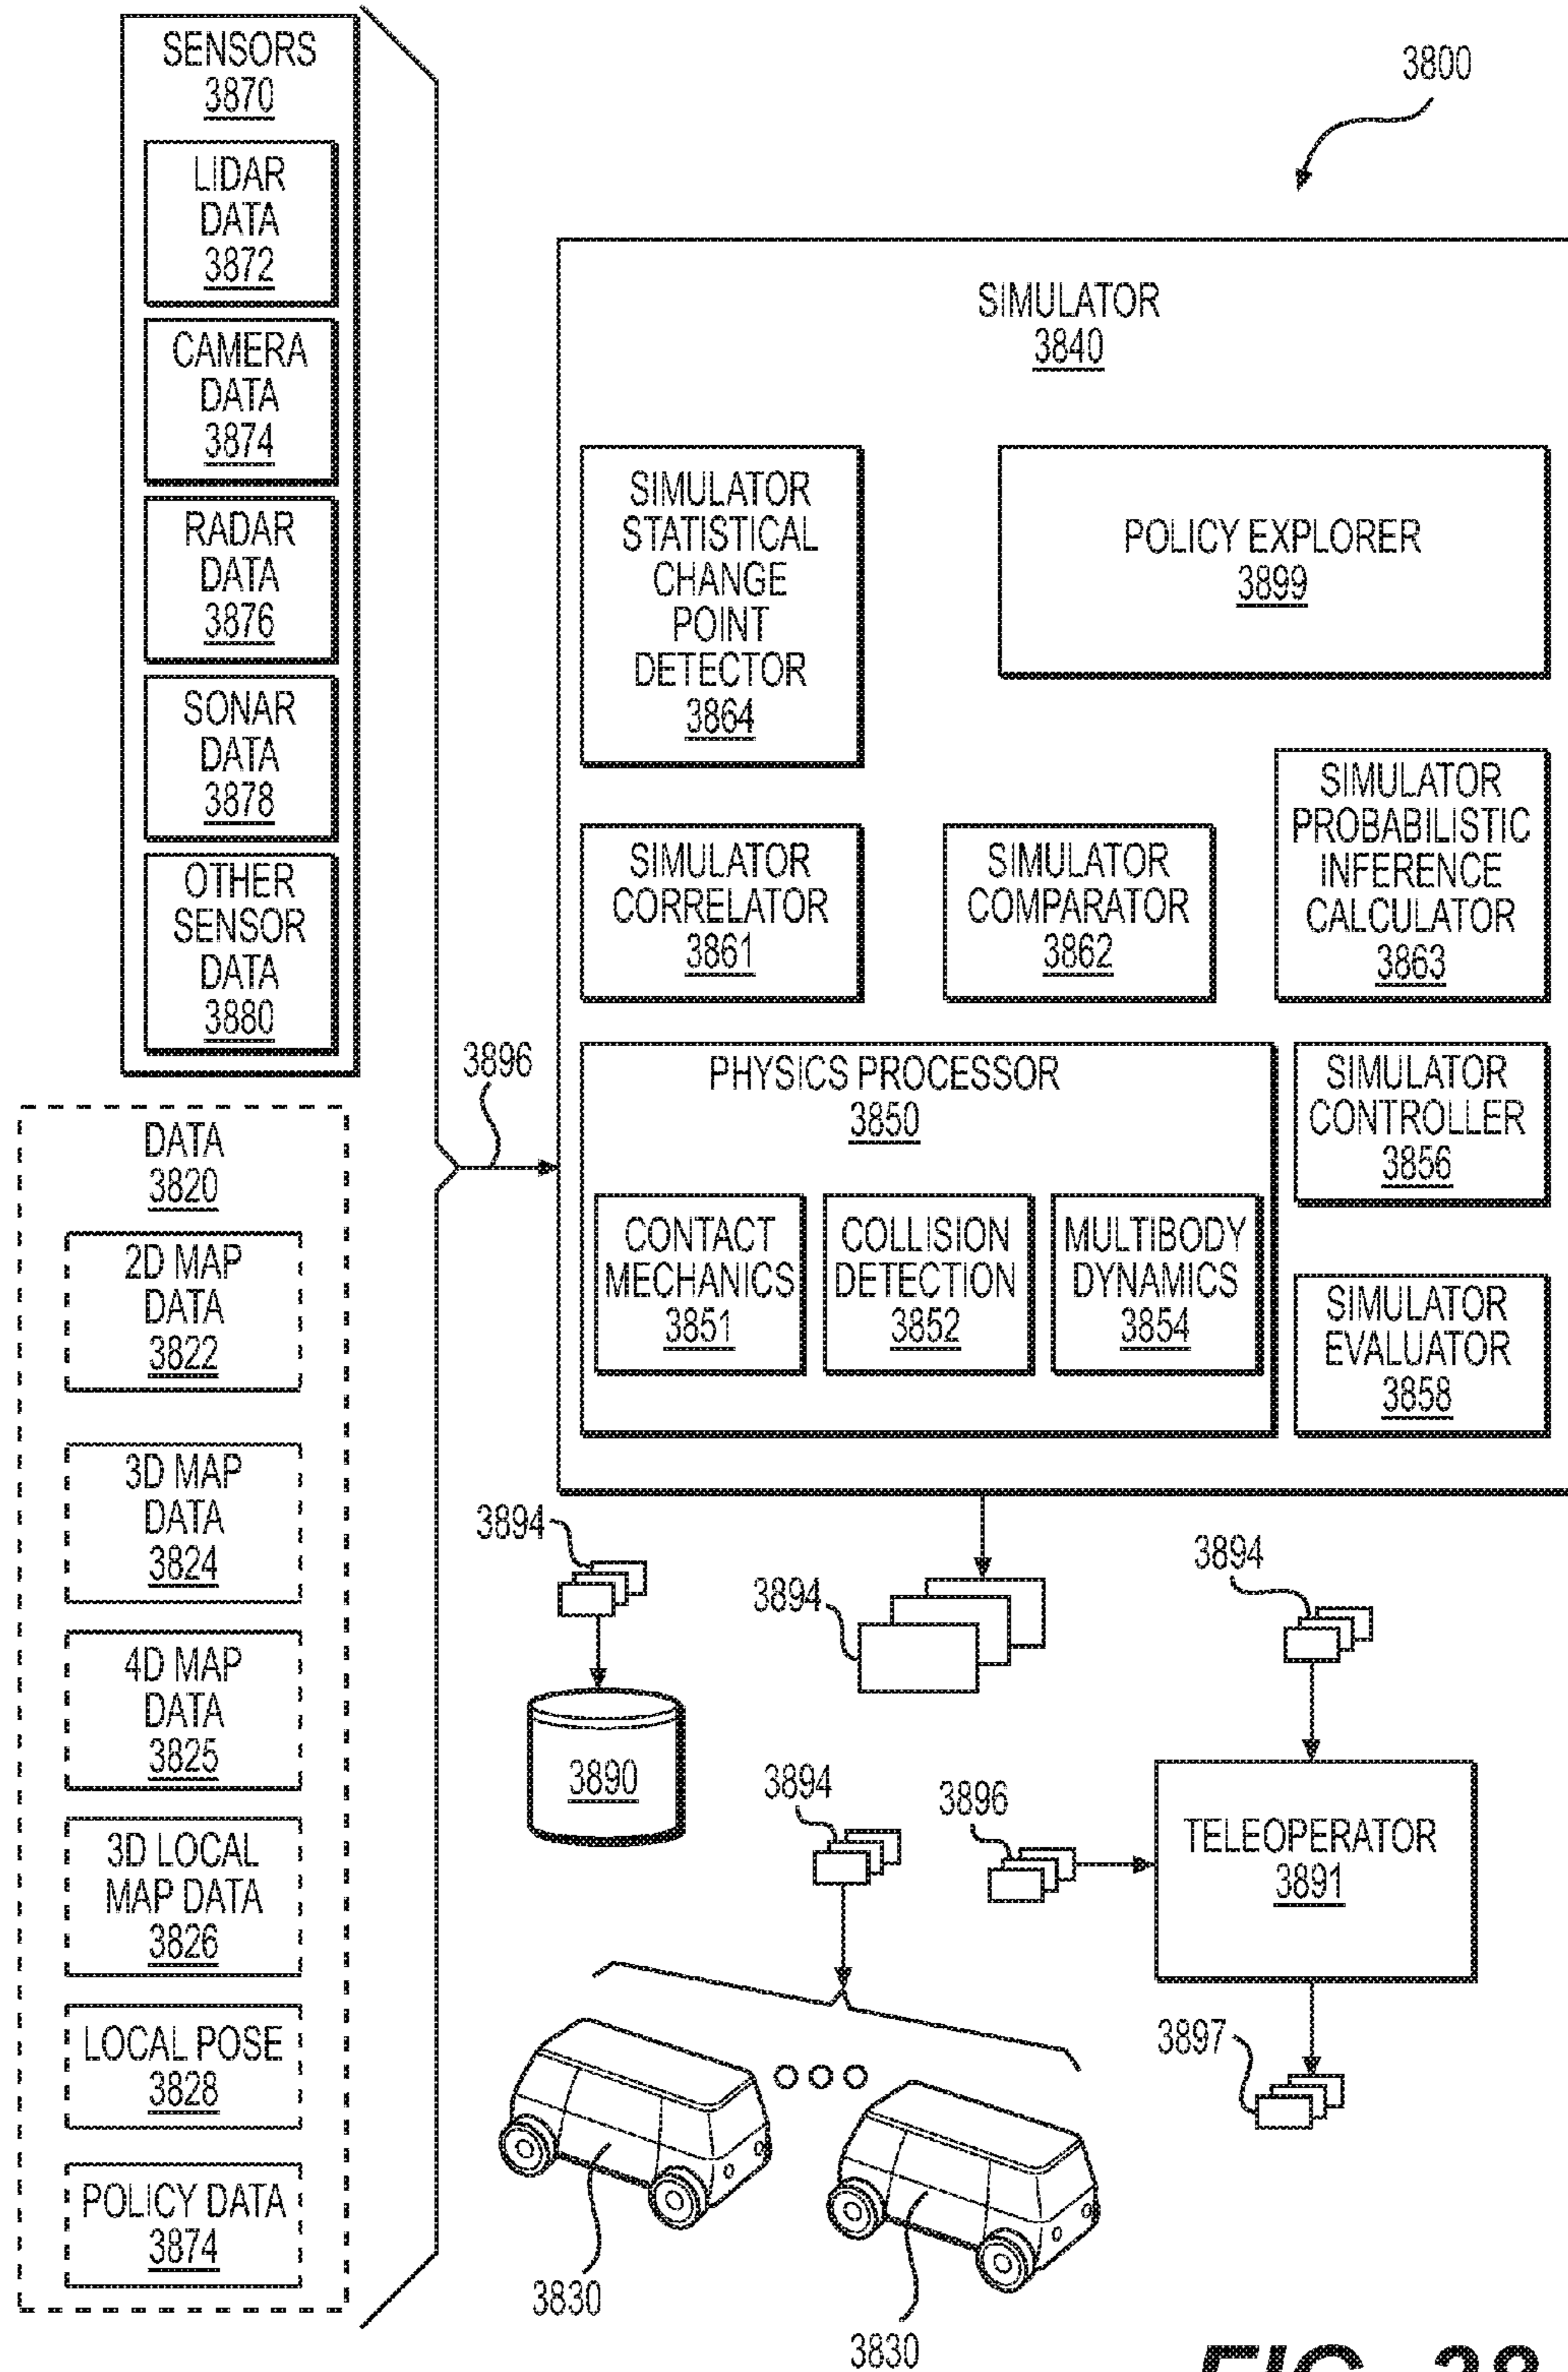 SENSORS
3870
LIDAR
DATA
3872
CAMERA
DATA
3874
RADAR
DATA
3876
SONAR
DATA
3878
OTHER
SENSOR
DATA
3880
DATA
3820
2D MAP
DATA
3822
3D MAP
DATA
3824
4D MAP
DATA
3825
3D LOCAL
MAP DATA
3826
LOCAL POSE
3828
POLICY DATA
3874
3896
3800
SIMULATOR
3840
SIMULATOR
STATISTICAL
CHANGE
POINT
DETECTOR
3864
POLICY EXPLORER
3899
SIMULATOR
CORRELATOR
3861
SIMULATOR
COMPARATOR
3862
SIMULATOR
PROBABILISTIC
INFERENCE
CALCULATOR
3863
PHYSICS PROCESSOR
3850
CONTACT
MECHANICS
3851
COLLISION
DETECTION
3852
MULTIBODY
DYNAMICS
3854
SIMULATOR
CONTROLLER
3856
SIMULATOR
EVALUATOR
3858
3894
3890
3894
3894
3894
3896
TELEOPERATOR
3891
3897
3830
3830
FIG. 38